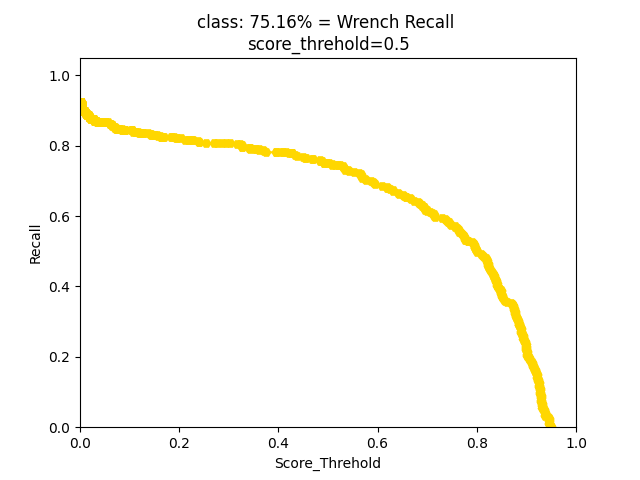 class: 75.16% = Wrench Recall
score_threhold=0.5
1.0
0.8
0.6
0.4
0.2
0.0
Recall
0.0 0.2 0.4 0.6 0.8 1.0
Score_Threhold